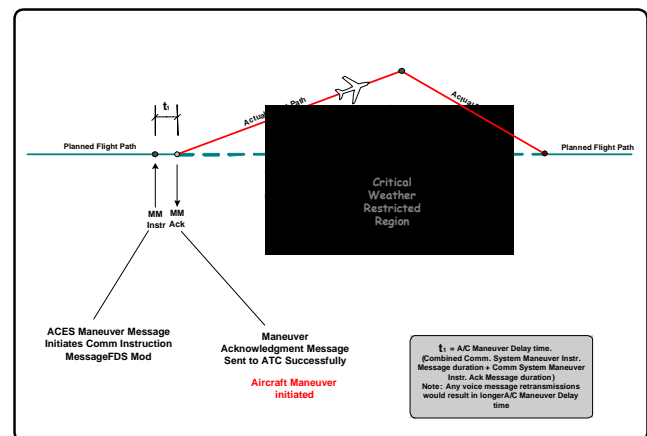 t₁
Actual
Path
Planned Flight Path
Planned Flight Path
Critical
Weather
Restricted
Region
MM
Instr
MM
Ack
ACES Maneuver Message
Initiates Comm Instruction
MessageFDS Mod
Maneuver
Acknowledgment Message
Sent to ATC Successfully
Aircraft Maneuver
initiated
t₁ = A/C Maneuver Delay time.
(Combined Comm. System Maneuver Instr.
Message duration + Comm System Maneuver
Instr. Ack Message duration)
Note: Any voice message retransmissions
would result in longerA/C Maneuver Delay
time